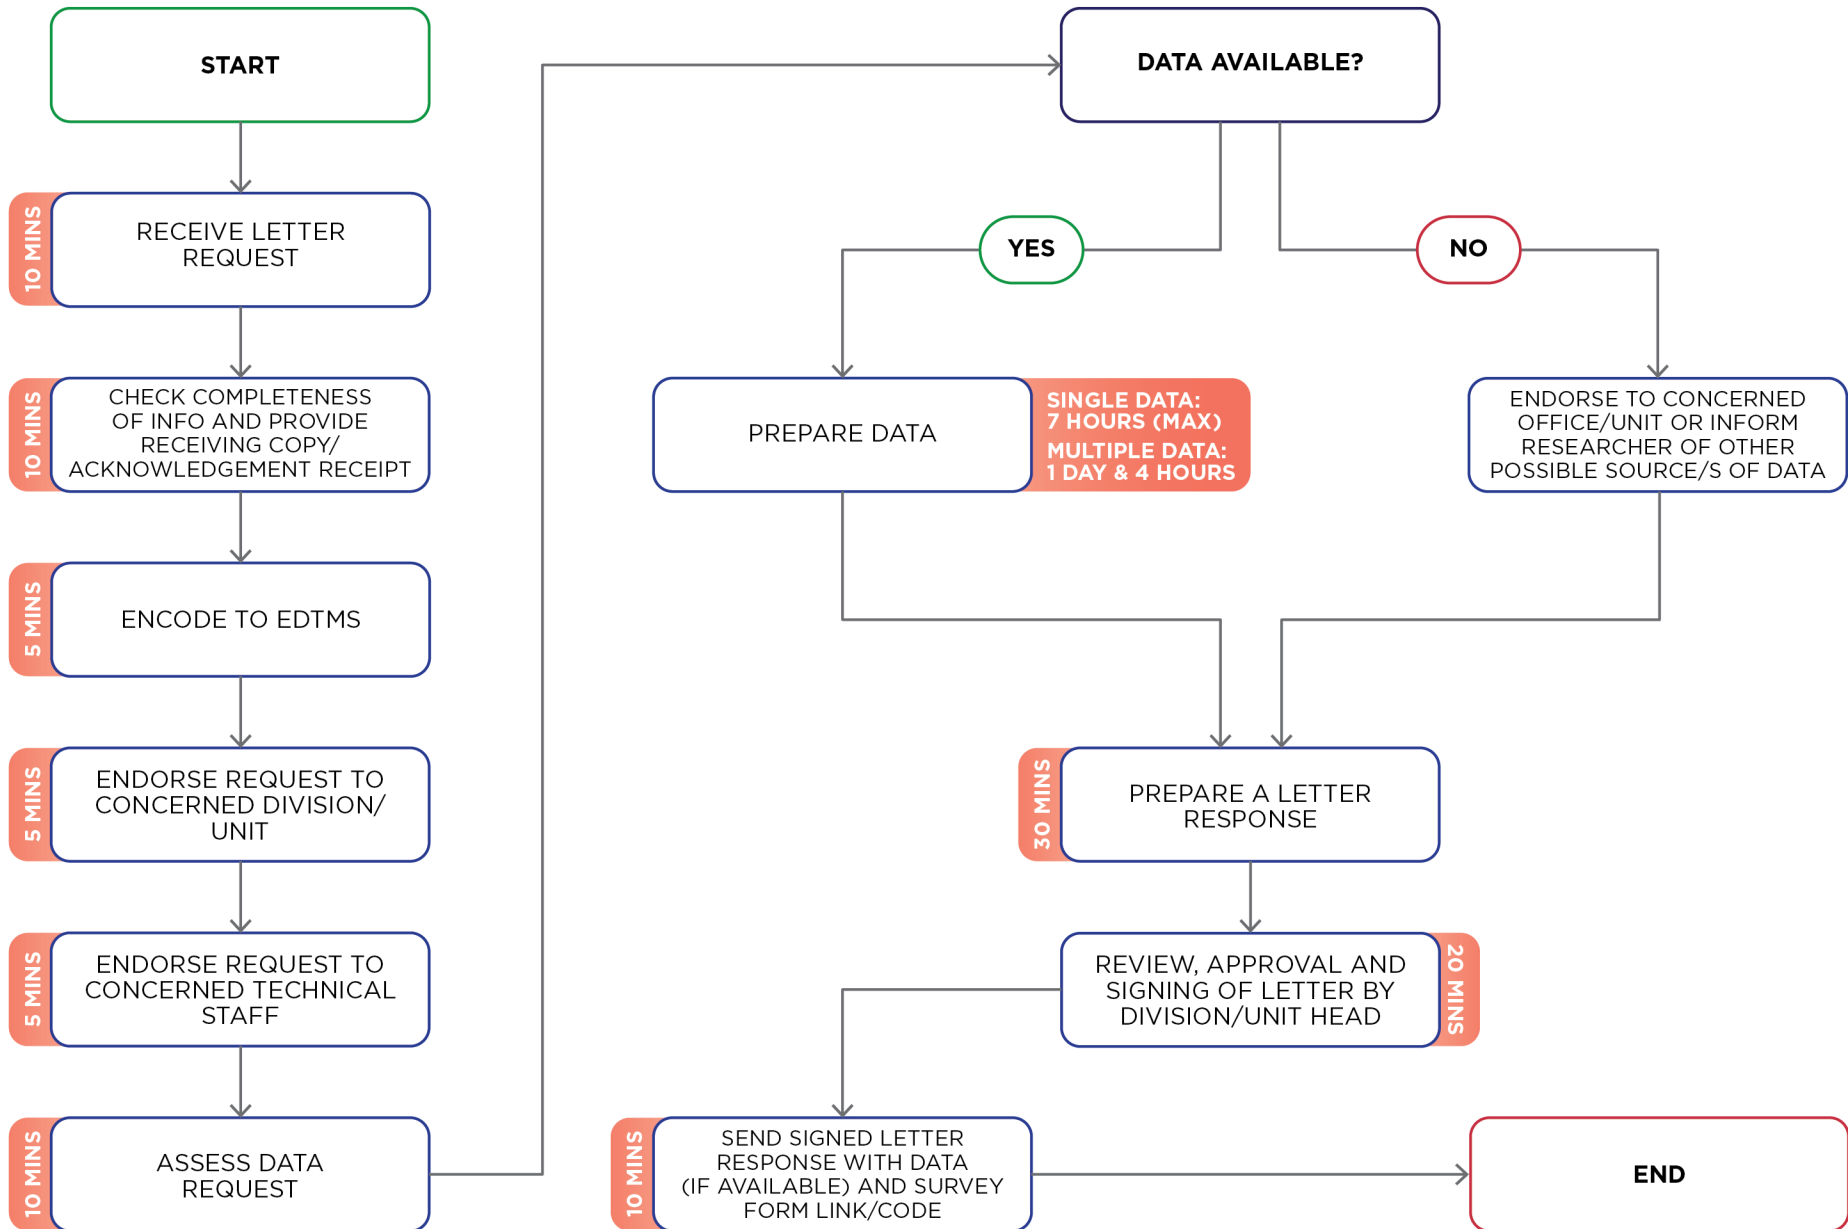 START
10 MINS
RECEIVE LETTER
REQUEST
10 MINS
CHECK COMPLETENESS
OF INFO AND PROVIDE
RECEIVING COPY/
ACKNOWLEDGEMENT RECEIPT
5 MINS
ENCODE TO EDTMS
5 MINS
ENDORSE REQUEST TO
CONCERNED DIVISION/
UNIT
5 MINS
ENDORSE REQUEST TO
CONCERNED TECHNICAL
STAFF
10 MINS
ASSESS DATA
REQUEST
DATA AVAILABLE?
YES
NO
PREPARE DATA
SINGLE DATA:
7 HOURS (MAX)
MULTIPLE DATA:
1 DAY & 4 HOURS
ENDORSE TO CONCERNED
OFFICE/UNIT OR INFORM
RESEARCHER OF OTHER
POSSIBLE SOURCE/S OF DATA
30 MINS
PREPARE A LETTER
RESPONSE
REVIEW, APPROVAL AND
SIGNING OF LETTER BY
DIVISION/UNIT HEAD
20 MINS
10 MINS
SEND SIGNED LETTER
RESPONSE WITH DATA
(IF AVAILABLE) AND SURVEY
FORM LINK/CODE
END